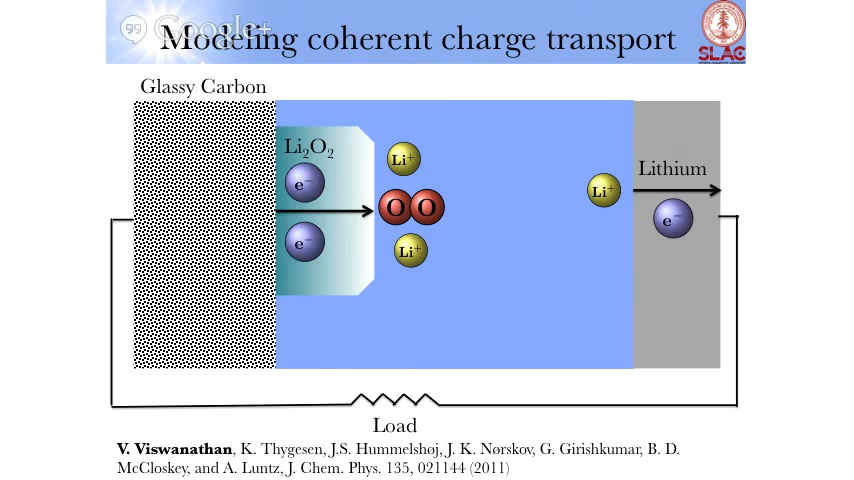 Google+
Modeling coherent charge transport
SLAC
Glassy Carbon
Li₂O₂
Li⁺
e⁻
Lithium
Li⁺
O O
e⁻
e⁻
Li⁺
Load
V. Viswanathan, K. Thygesen, J.S. Hummelshøj, J. K. Nørskov, G. Girishkumar, B. D.
McCloskey, and A. Luntz, J. Chem. Phys. 135, 021144 (2011)